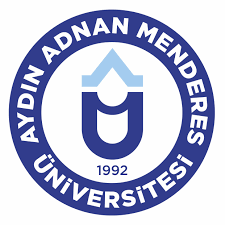 AYDIN ADNAN MENDERES
ÜNİVERSİTESİ
1992